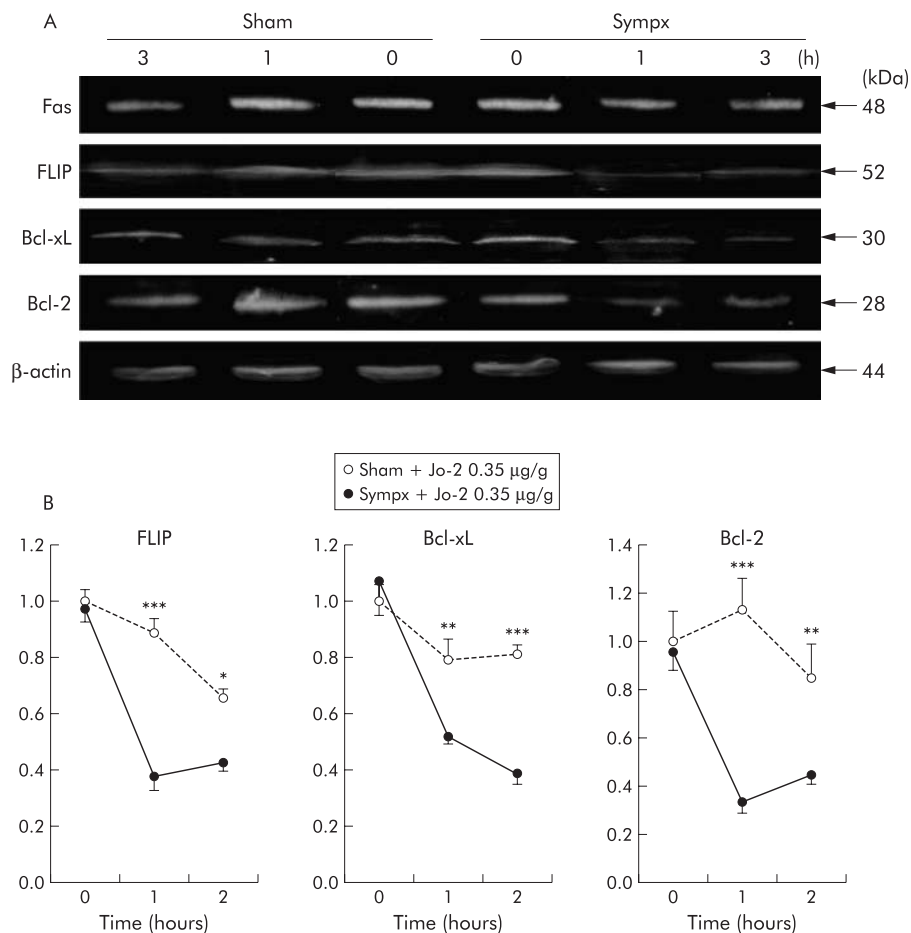 A
Sham Sympx
3 1 0 0 1 3 (h)
(kDa)
Fas 48
FLIP 52
Bcl-xL 30
Bcl-2 28
β-actin 44
Sham + Jo-2 0.35 μg/g
Sympx + Jo-2 0.35 μg/g
B
FLIP
1.2
1.0
0.8
0.6
0.4
0.2
0.0
***
*
0 1 2
Time (hours)
Bcl-xL
1.2
1.0
0.8
0.6
0.4
0.2
0.0
**
***
0 1 2
Time (hours)
Bcl-2
1.4
1.2
1.0
0.8
0.6
0.4
0.2
0.0
***
**
0 1 2
Time (hours)